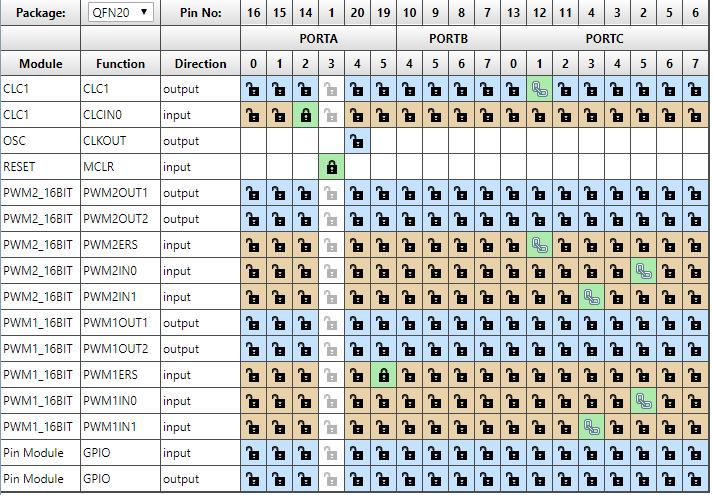 Package: QFN20 Pin No: 16 15 14 1 20 19 10 9 8 7 13 12 11 4 3 2 5 6
PORTA PORTB PORTC
Module Function Direction 0 1 2 3 4 5 4 5 6 7 0 1 2 3 4 5 6 7
CLC1 CLC1 output
CLC1 CLCIN0 input
OSC CLKOUT output
RESET MCLR input
PWM2_16BIT PWM2OUT1 output
PWM2_16BIT PWM2OUT2 output
PWM2_16BIT PWM2ERS input
PWM2_16BIT PWM2IN0 input
PWM2_16BIT PWM2IN1 input
PWM1_16BIT PWM1OUT1 output
PWM1_16BIT PWM1OUT2 output
PWM1_16BIT PWM1ERS input
PWM1_16BIT PWM1IN0 input
PWM1_16BIT PWM1IN1 input
Pin Module GPIO input
Pin Module GPIO output